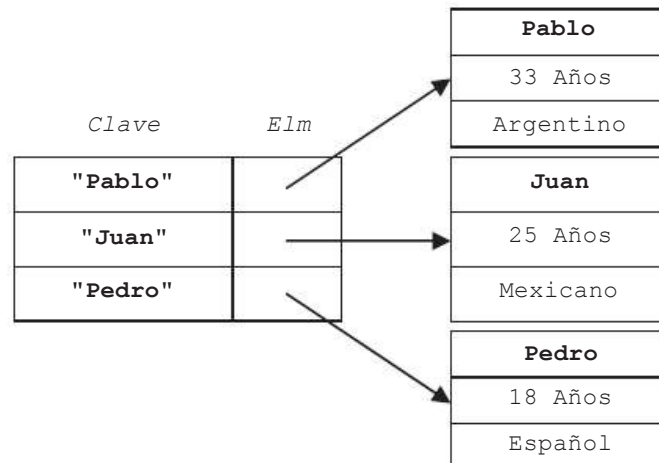 Clave Elm
"Pablo"
"Juan"
"Pedro"
Pablo
33 Años
Argentino
Juan
25 Años
Mexicano
Pedro
18 Años
Español